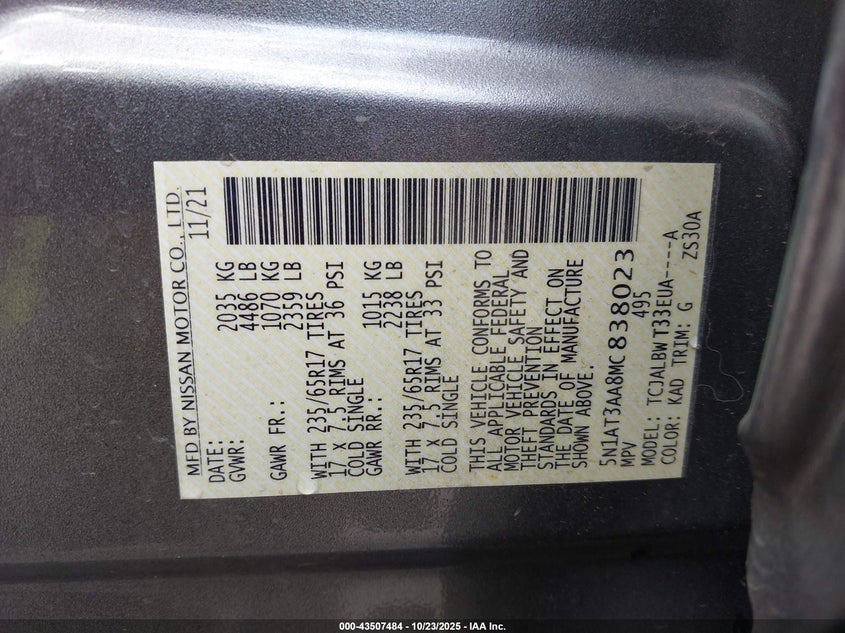 MFD BY NISSAN MOTOR CO., LTD.
DATE: 11/21
GVWR: 2035 KG
4486 LB
GAWR FR.: 1070 KG
2359 LB
WITH 235/65R17 TIRES
17 X 7.5 RIMS AT 36 PSI
COLD SINGLE
GAWR RR.: 1015 KG
2238 LB
WITH 235/65R17 TIRES
17 X 7.5 RIMS AT 33 PSI
COLD SINGLE
THIS VEHICLE CONFORMS TO
ALL APPLICABLE FEDERAL
MOTOR VEHICLE SAFETY AND
THEFT PREVENTION
STANDARDS IN EFFECT ON
THE DATE OF MANUFACTURE
SHOWN ABOVE.
5N1AT3AA8MC838023
MPV 495
MODEL: TCJALBW T33EUA----A
COLOR: KAD TRIM: G ZS30A
000-43507484 - 10/23/2025 - IAA Inc.